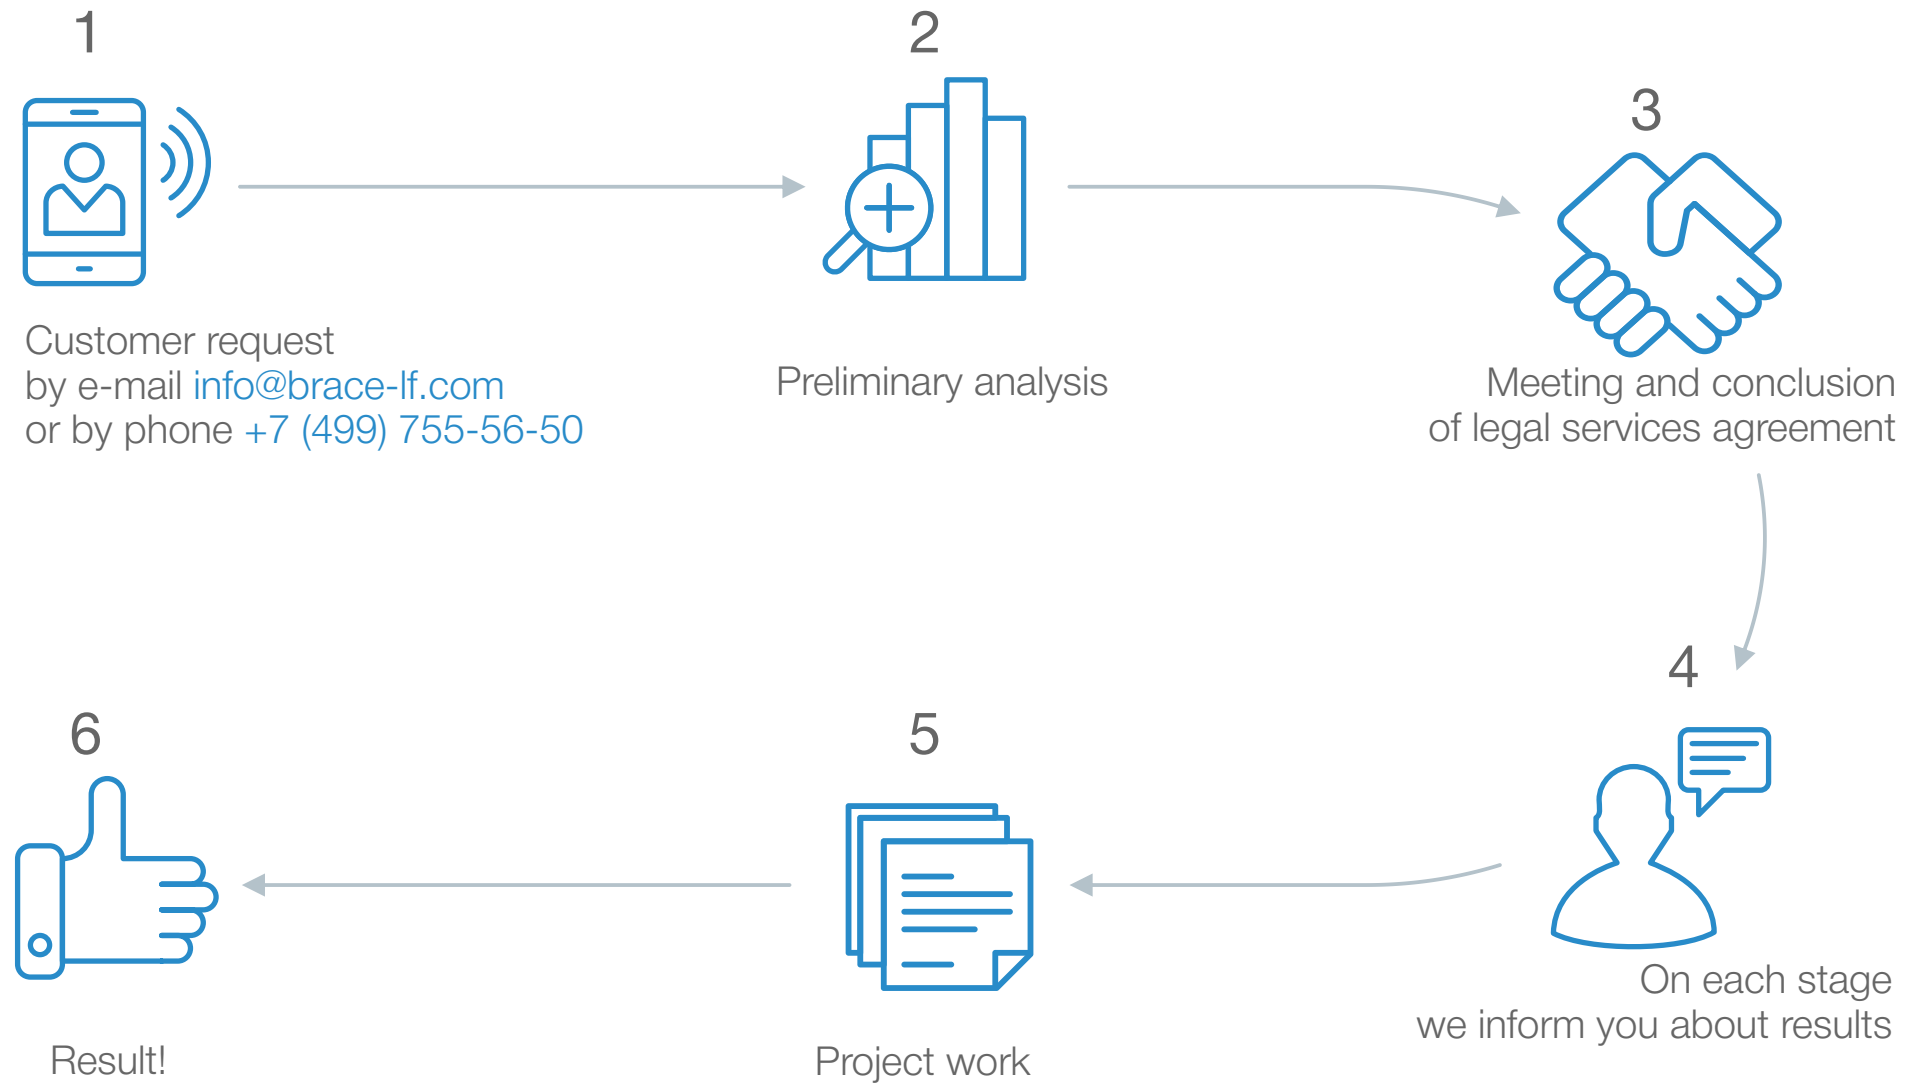 1
Customer request
by e-mail info@brace-lf.com
or by phone +7 (499) 755-56-50
2
Preliminary analysis
3
Meeting and conclusion
of legal services agreement
4
On each stage
we inform you about results
5
Project work
6
Result!